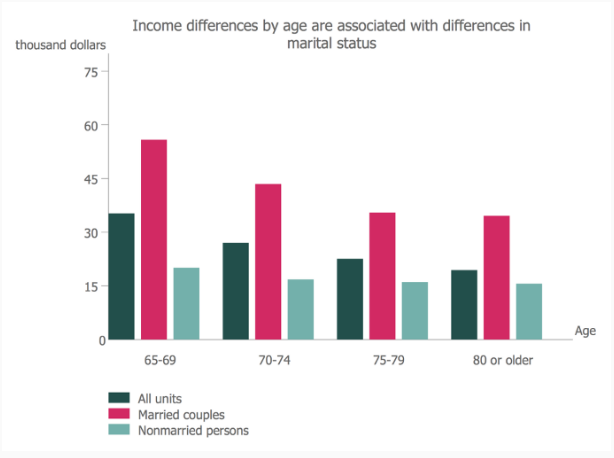 Income differences by age are associated with differences in
marital status
thousand dollars
75
60
45
30
15
0
Age
65-69
70-74
75-79
80 or older
All units
Married couples
Nonmarried persons